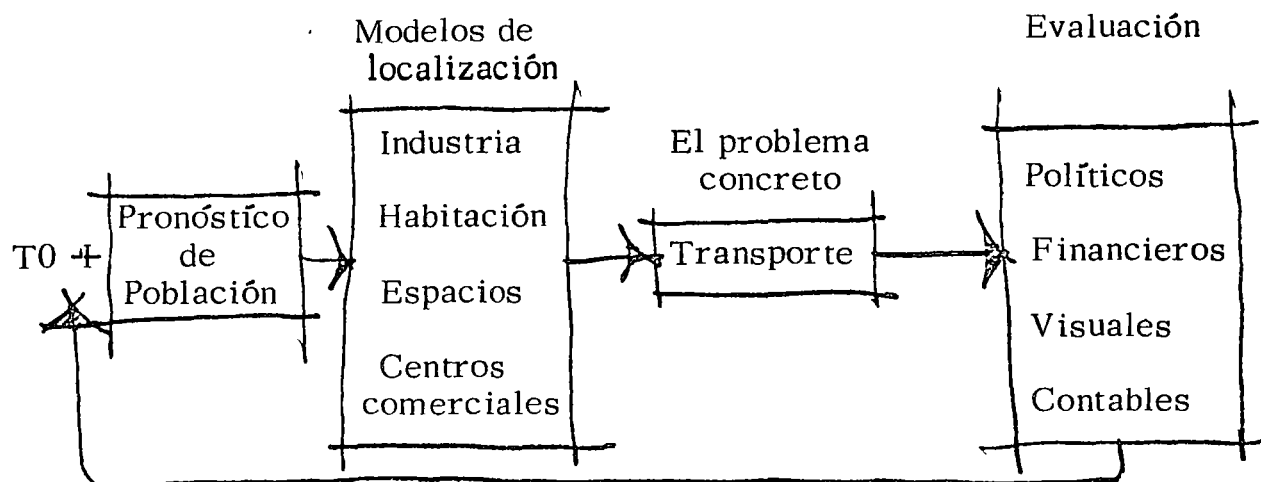 Modelos de
localización
Evaluación
El problema
concreto
T0 +
Pronóstico
de
Población
Industria
Habitación
Espacios
Centros
comerciales
Transporte
Políticos
Financieros
Visuales
Contables